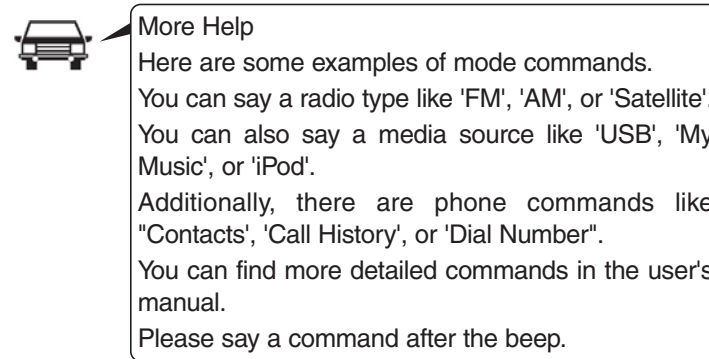 More Help
Here are some examples of mode commands.
You can say a radio type like 'FM', 'AM', or 'Satellite'.
You can also say a media source like 'USB', 'My
Music', or 'iPod'.
Additionally, there are phone commands like
"Contacts', 'Call History', or 'Dial Number".
You can find more detailed commands in the user's
manual.
Please say a command after the beep.